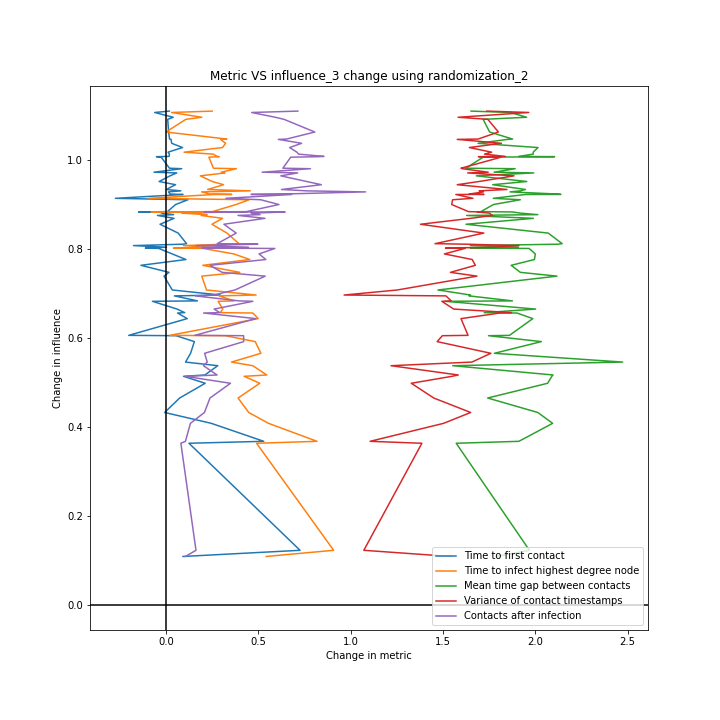 Metric VS influence_3 change using randomization_2
Change in influence
1.0
0.8
0.6
0.4
0.2
0.0
Time to first contact
Time to infect highest degree node
Mean time gap between contacts
Variance of contact timestamps
Contacts after infection
0.0 0.5 1.0 1.5 2.0 2.5
Change in metric